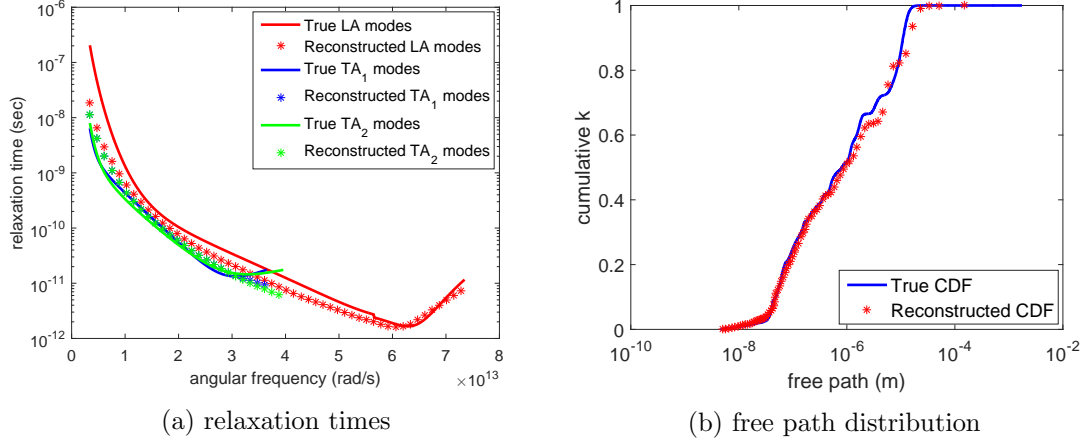 10^-6
10^-7
10^-8
10^-9
10^-10
10^-11
10^-12
relaxation time (sec)
0 1 2 3 4 5 6 7 8
×10^13
angular frequency (rad/s)
True LA modes
Reconstructed LA modes
True TA_1 modes
Reconstructed TA_1 modes
True TA_2 modes
Reconstructed TA_2 modes
(a) relaxation times
1
0.8
0.6
0.4
0.2
0
cumulative k
10^-10 10^-8 10^-6 10^-4 10^-2
free path (m)
True CDF
Reconstructed CDF
(b) free path distribution